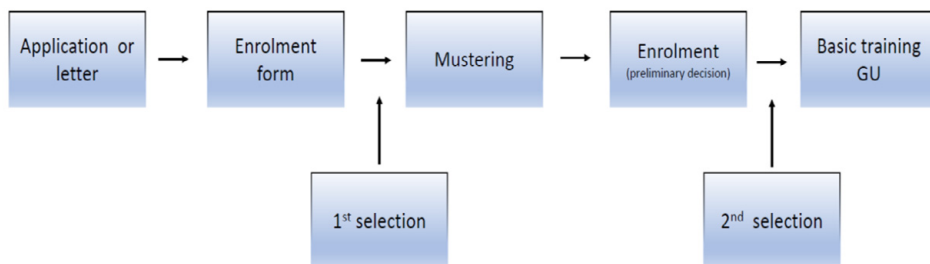 Application or
letter
Enrolment
form
Mustering
Enrolment
(preliminary decision)
Basic training
GU
1st selection
2nd selection